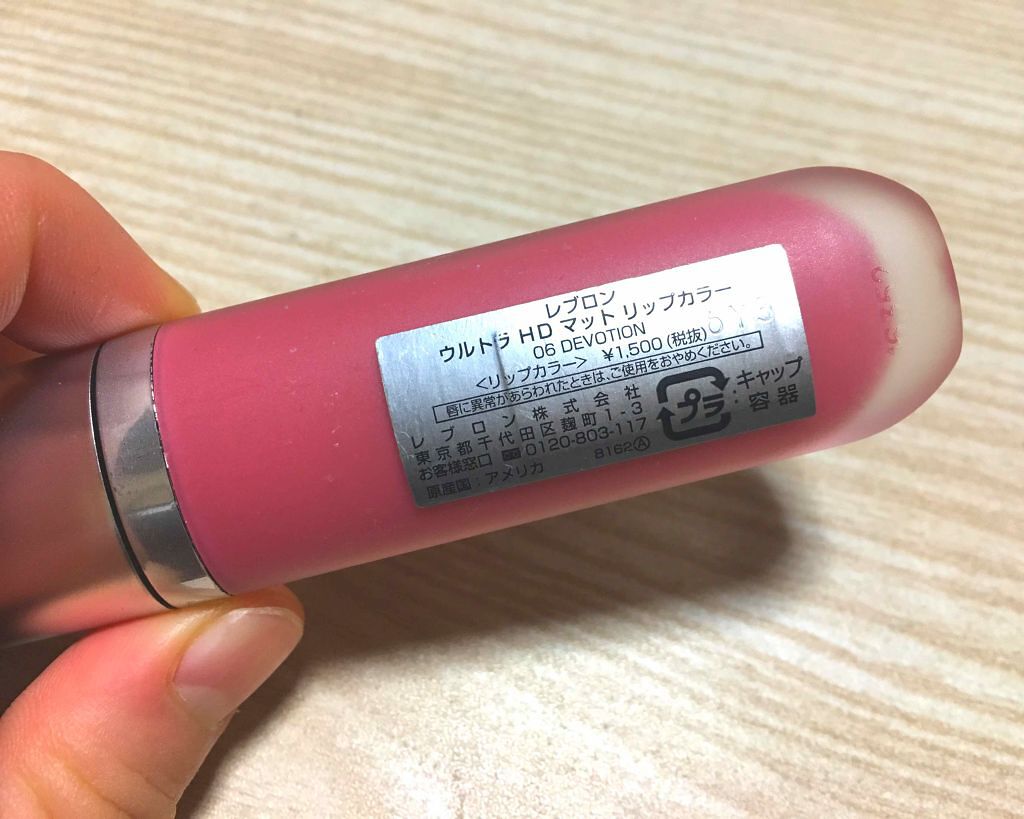 レブロン
ウルトラ HD マット リップカラー
06 DEVOTION
<リップカラー> ¥1,500 (税抜)
唇に異常があらわれたときは、ご使用をおやめください。
レブロン株式会社
東京都千代田区麹町1-3
お客様窓口 0120-803-117
原産国:アメリカ 8162Ⓐ
プラ
:キャップ
容器